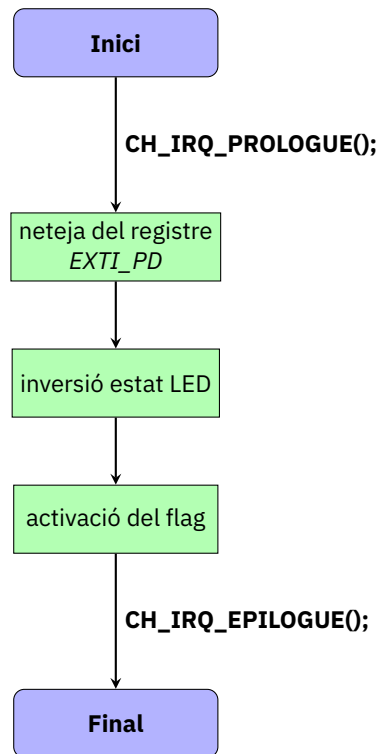 Inici
CH_IRQ_PROLOGUE();
neteja del registre
EXTI_PD
inversió estat LED
activació del flag
CH_IRQ_EPILOGUE();
Final